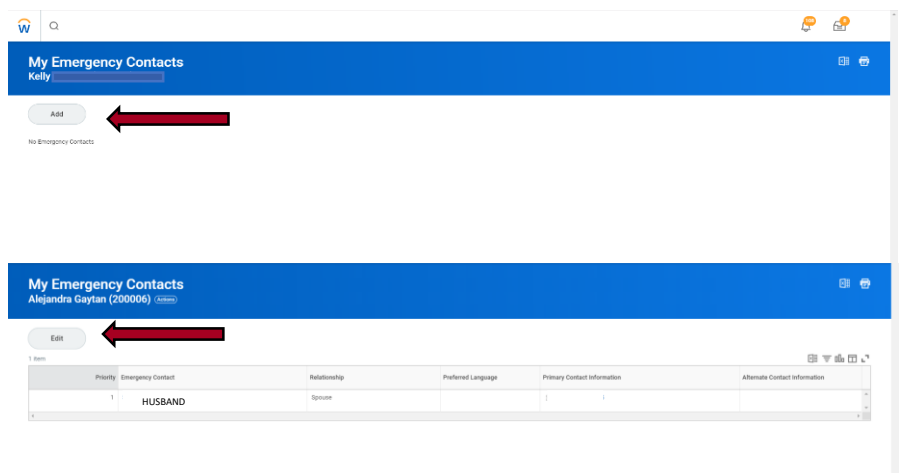 W
My Emergency Contacts
Kelly
Add
No Emergency Contacts
My Emergency Contacts
Alejandra Gaytan (200006) Actions
Edit
1 item
Priority Emergency Contact Relationship Preferred Language Primary Contact Information Alternate Contact Information
1 HUSBAND Spouse